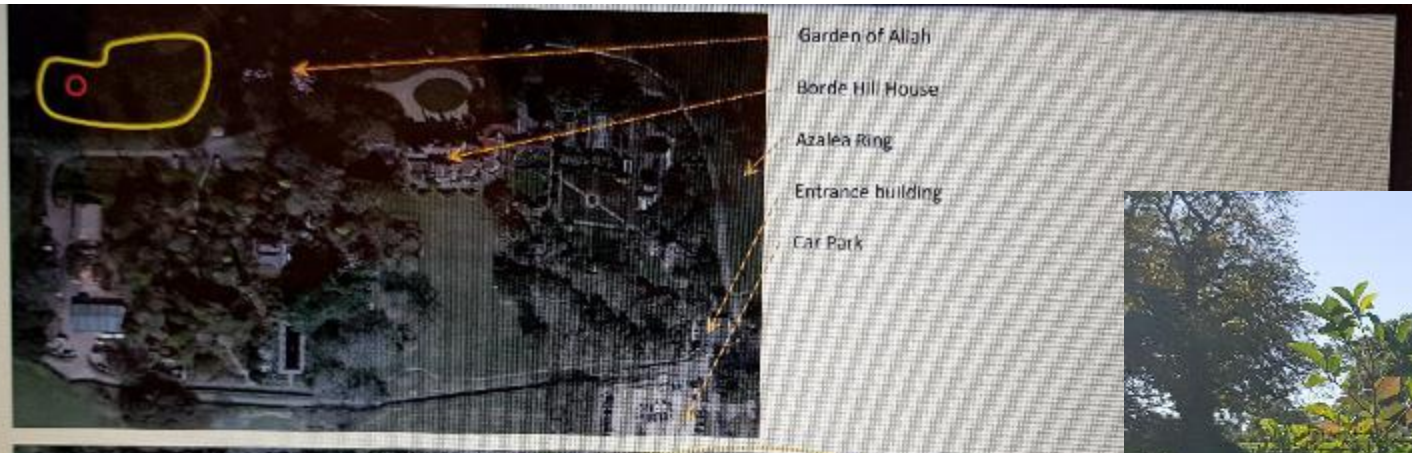 Garden of Allah
Borde Hill House
Azalea Ring
Entrance building
Car Park